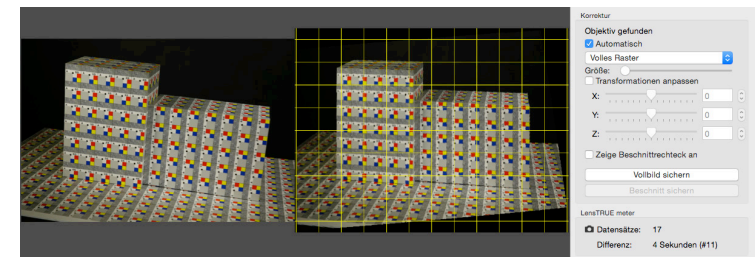 Korrektur
Objektiv gefunden
Automatisch
Volles Raster
Größe:
Transformationen anpassen
X: 0
Y: 0
Z: 0
Zeige Beschnittrechteck an
Vollbild sichern
Beschnitt sichern
LensTRUE meter
Datensätze: 17
Differenz: 4 Sekunden (#11)